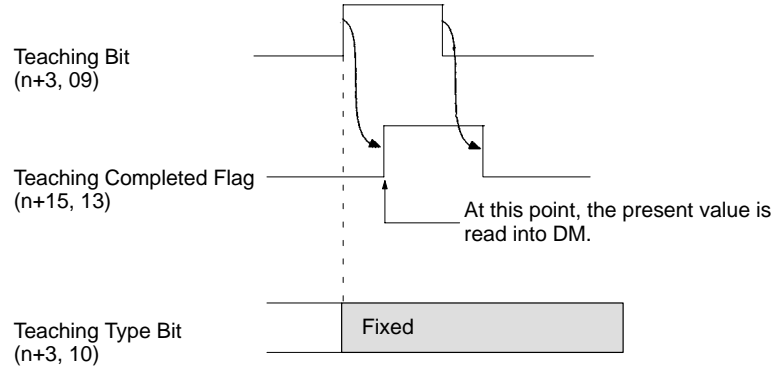 Teaching Bit
(n+3, 09)
Teaching Completed Flag
(n+15, 13)
At this point, the present value is
read into DM.
Teaching Type Bit
(n+3, 10)
Fixed